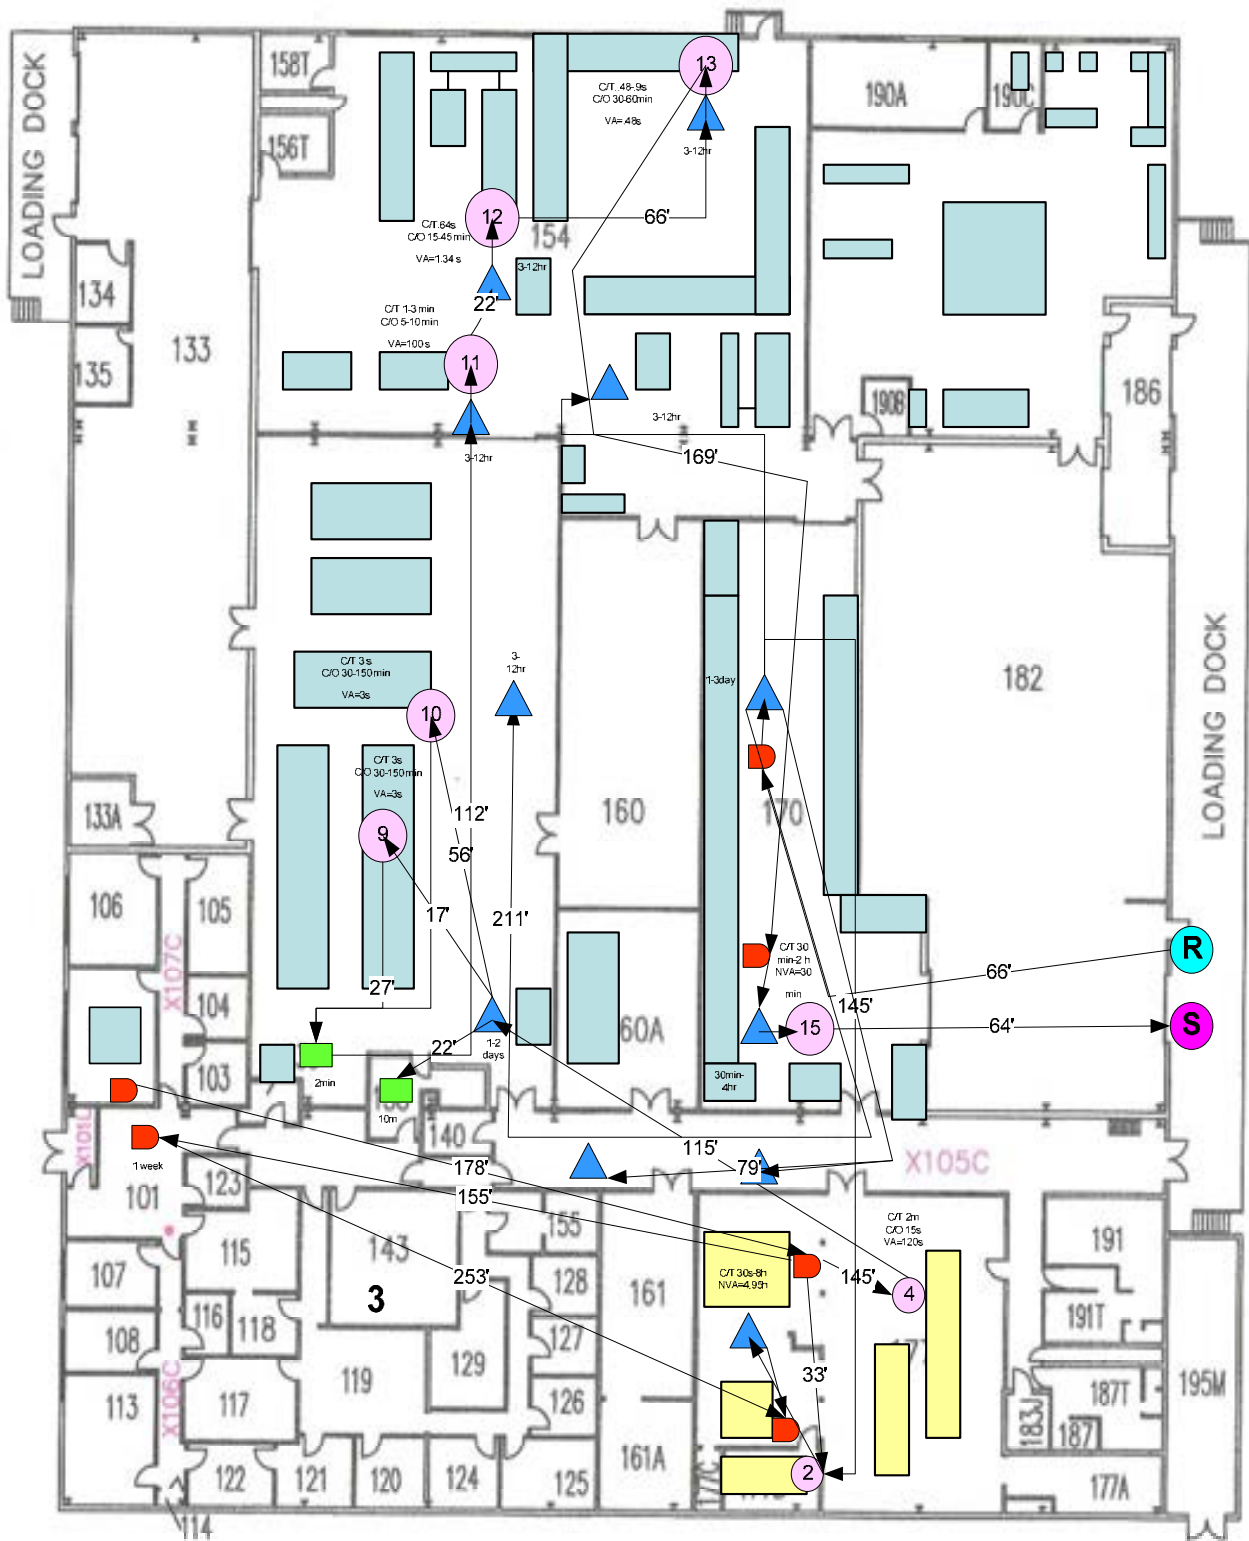 LOADING DOCK
158T
156T
C/T .48-.9s
C/O 30-60min
VA=.48s
13
3-12hr
190A
190C
12
C/T.64s
C/O 15-45min
VA=1.34 s
66'
154
3-12hr
22'
C/T 1-3 min
C/O 5-10min
VA=100s
11
134
133
135
186
190B
3-12hr
3-12hr
169'
LOADING DOCK
C/T 3s
C/O 30-150min
VA=3s
10
3-
12hr
1-3day
182
C/T 3s
C/O 30-150min
VA=3s
9
112'
56'
133A
160
170
106
105
17'
211'
X107C
C/T 30
min-2 h
NVA=30
min
R
66'
27'
104
145'
15
64'
S
60A
22'
1-2
days
103
2min
30min-
4hr
10m
140
X101L
1 week
178'
115'
79'
X105C
101
123
155'
155
C/T 2m
C/O 15s
VA=120s
115
143
191
107
253'
128
C/T 30s-8h
NVA=4.95h
145'
4
161
3
116
118
191T
108
127
177
119
129
33'
195M
113
X106C
117
126
187T
183J
187
161A
177C
2
122
121
120
124
125
177A
114